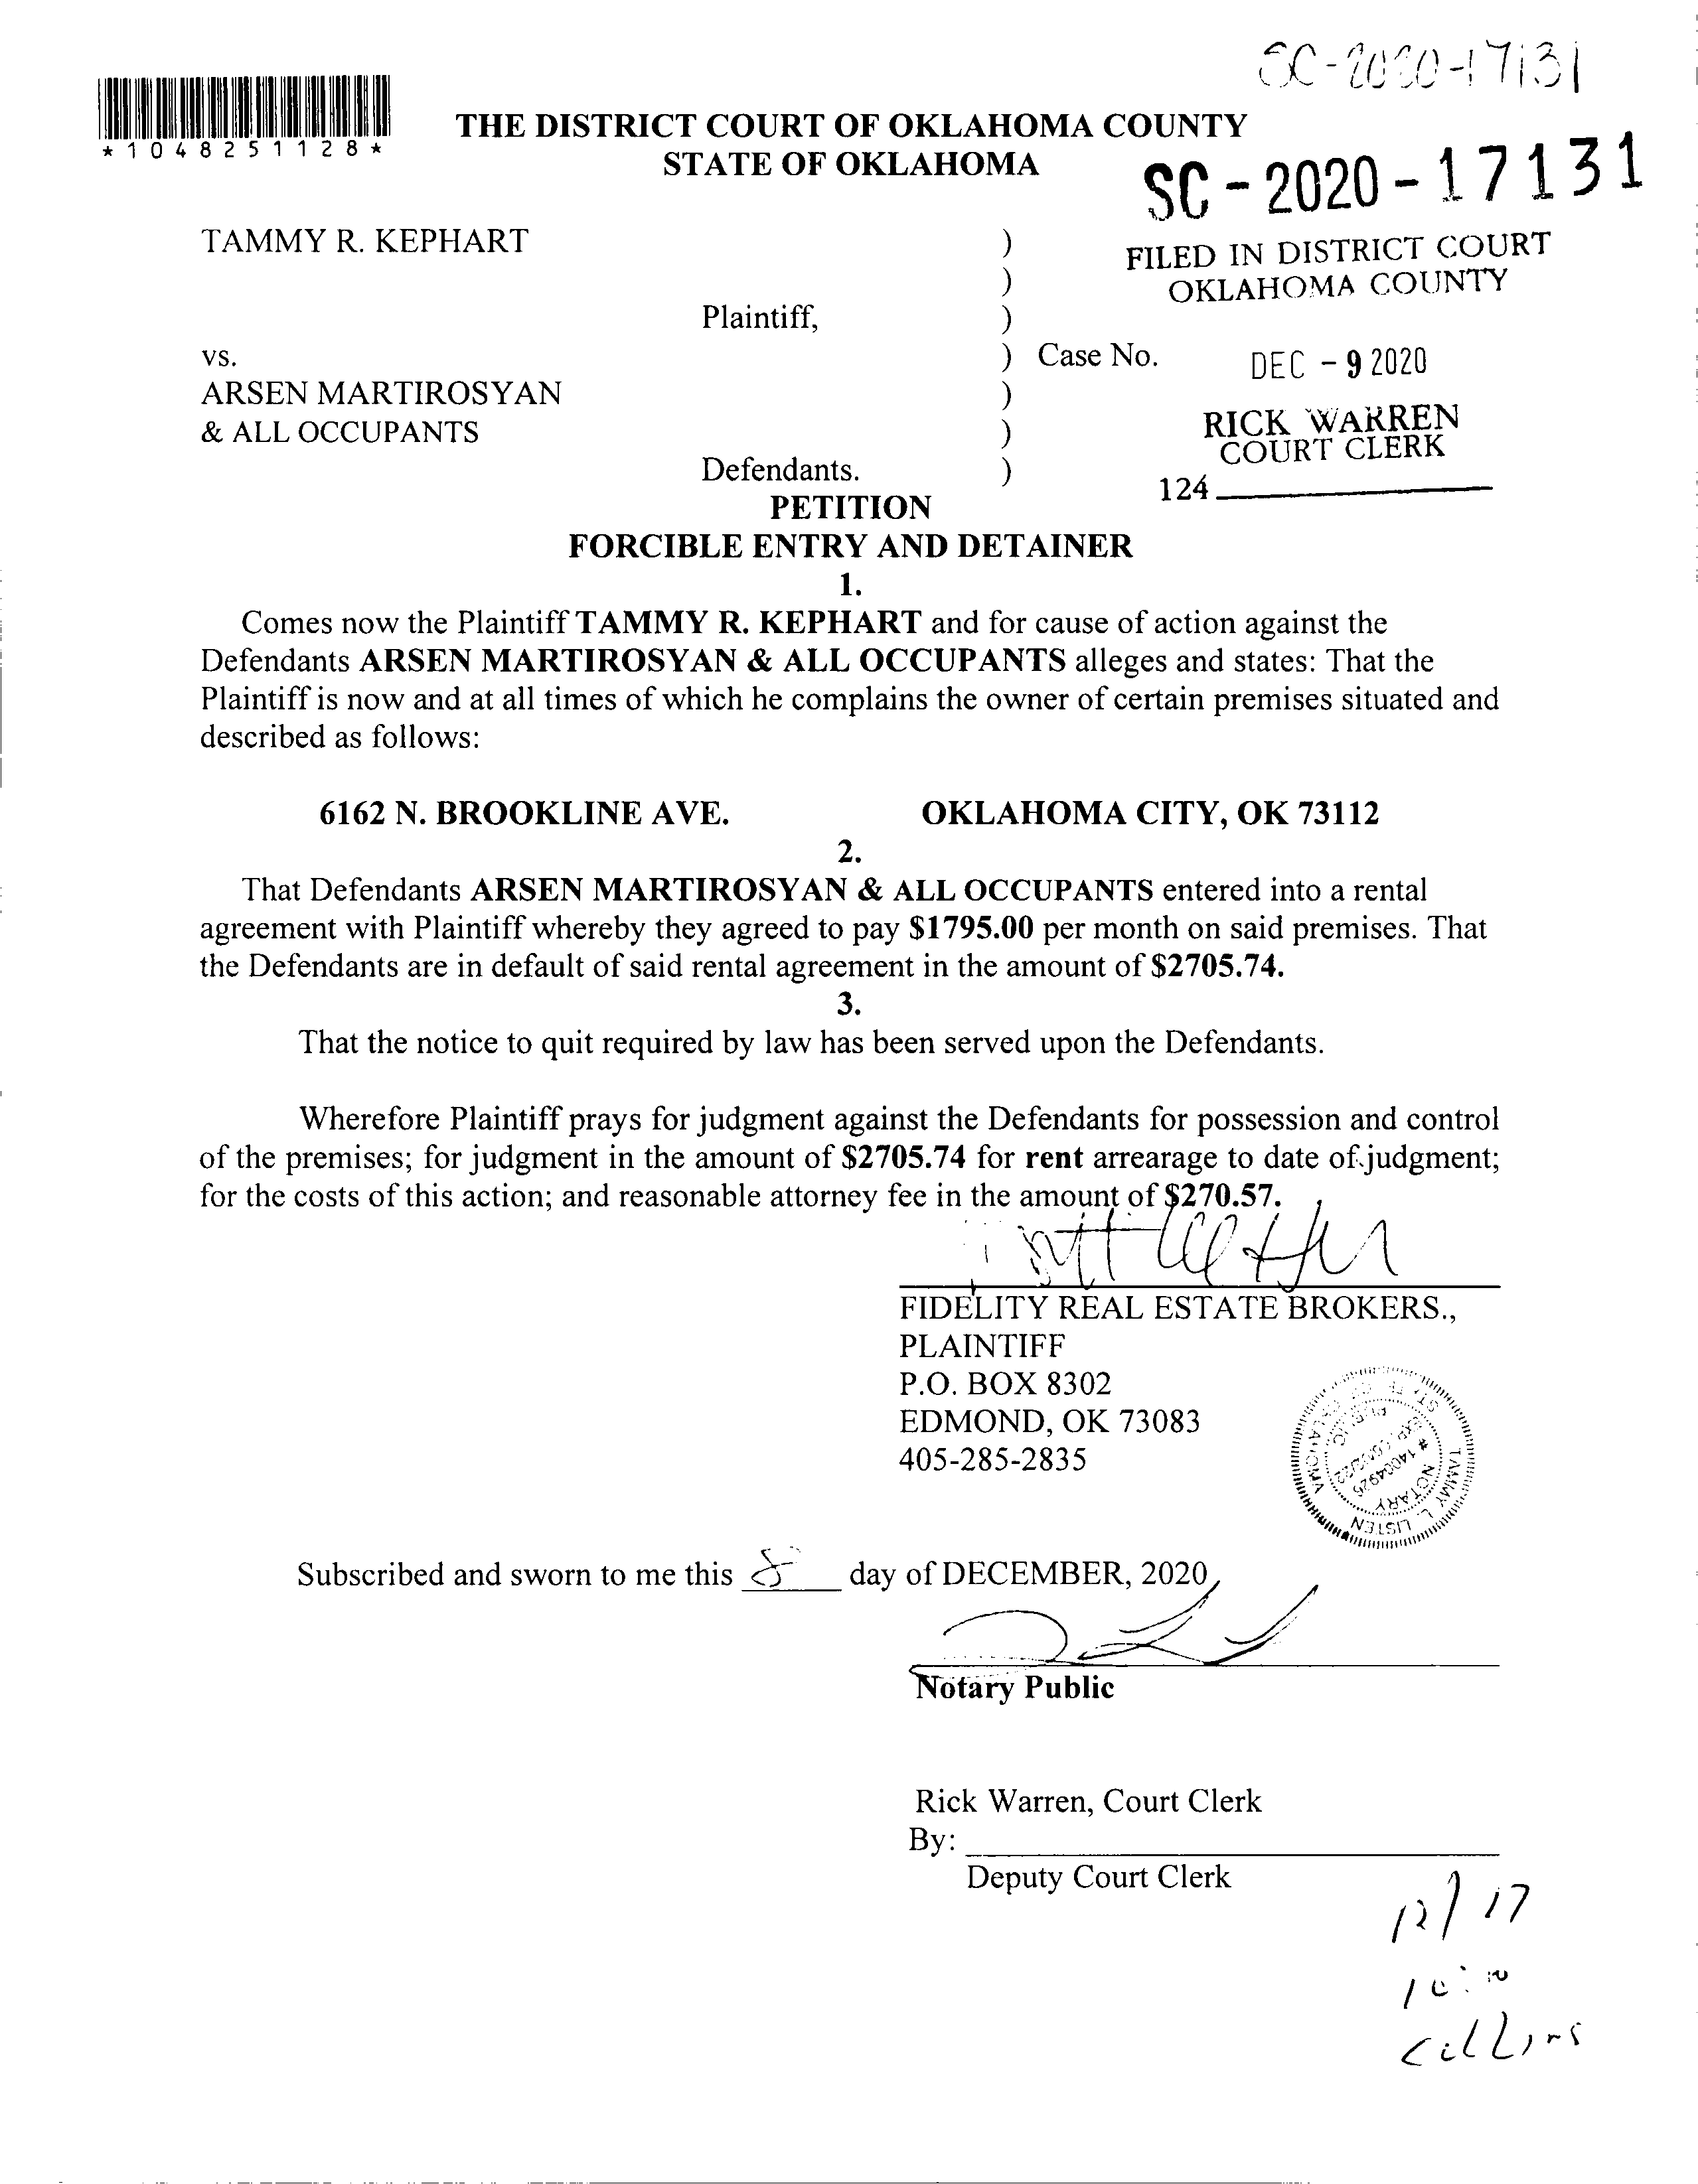 SC-2020-17131
*1048251128*
THE DISTRICT COURT OF OKLAHOMA COUNTY
STATE OF OKLAHOMA
SC-2020-17131
TAMMY R. KEPHART )
FILED IN DISTRICT COURT
OKLAHOMA COUNTY
)
Plaintiff, )
vs. ) Case No.
DEC - 9 2020
ARSEN MARTIROSYAN )
& ALL OCCUPANTS )
RICK WARREN
COURT CLERK
Defendants. )
124
PETITION
FORCIBLE ENTRY AND DETAINER
1.
Comes now the Plaintiff TAMMY R. KEPHART and for cause of action against the
Defendants ARSEN MARTIROSYAN & ALL OCCUPANTS alleges and states: That the
Plaintiff is now and at all times of which he complains the owner of certain premises situated and
described as follows:
6162 N. BROOKLINE AVE. OKLAHOMA CITY, OK 73112
2.
That Defendants ARSEN MARTIROSYAN & ALL OCCUPANTS entered into a rental
agreement with Plaintiff whereby they agreed to pay $1795.00 per month on said premises. That
the Defendants are in default of said rental agreement in the amount of $2705.74.
3.
That the notice to quit required by law has been served upon the Defendants.
Wherefore Plaintiff prays for judgment against the Defendants for possession and control
of the premises; for judgment in the amount of $2705.74 for rent arrearage to date of judgment;
for the costs of this action; and reasonable attorney fee in the amount of $270.57.
FIDELITY REAL ESTATE BROKERS.,
PLAINTIFF
P.O. BOX 8302
EDMOND, OK 73083
405-285-2835
TAMMY L. LISTEN
STATE OF OKLAHOMA
NOTARY PUBLIC
# 14004925
Subscribed and sworn to me this 8 day of DECEMBER, 2020
Notary Public
Rick Warren, Court Clerk
By:
Deputy Court Clerk
12/17
Collins